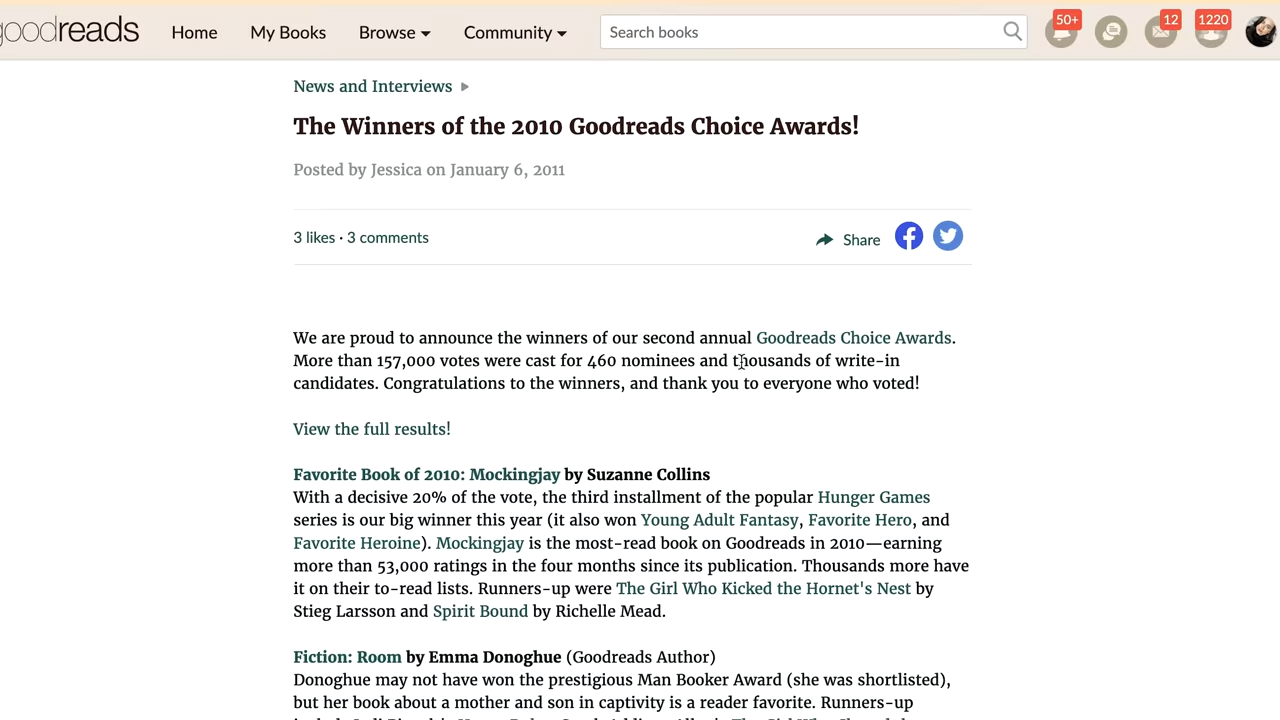 goodreads Home My Books Browse Community Search books 50+ 12 1220
News and Interviews
The Winners of the 2010 Goodreads Choice Awards!
Posted by Jessica on January 6, 2011
3 likes · 3 comments Share
We are proud to announce the winners of our second annual Goodreads Choice Awards.
More than 157,000 votes were cast for 460 nominees and thousands of write-in
candidates. Congratulations to the winners, and thank you to everyone who voted!
View the full results!
Favorite Book of 2010: Mockingjay by Suzanne Collins
With a decisive 20% of the vote, the third installment of the popular Hunger Games
series is our big winner this year (it also won Young Adult Fantasy, Favorite Hero, and
Favorite Heroine). Mockingjay is the most-read book on Goodreads in 2010—earning
more than 53,000 ratings in the four months since its publication. Thousands more have
it on their to-read lists. Runners-up were The Girl Who Kicked the Hornet's Nest by
Stieg Larsson and Spirit Bound by Richelle Mead.
Fiction: Room by Emma Donoghue (Goodreads Author)
Donoghue may not have won the prestigious Man Booker Award (she was shortlisted),
but her book about a mother and son in captivity is a reader favorite. Runners-up